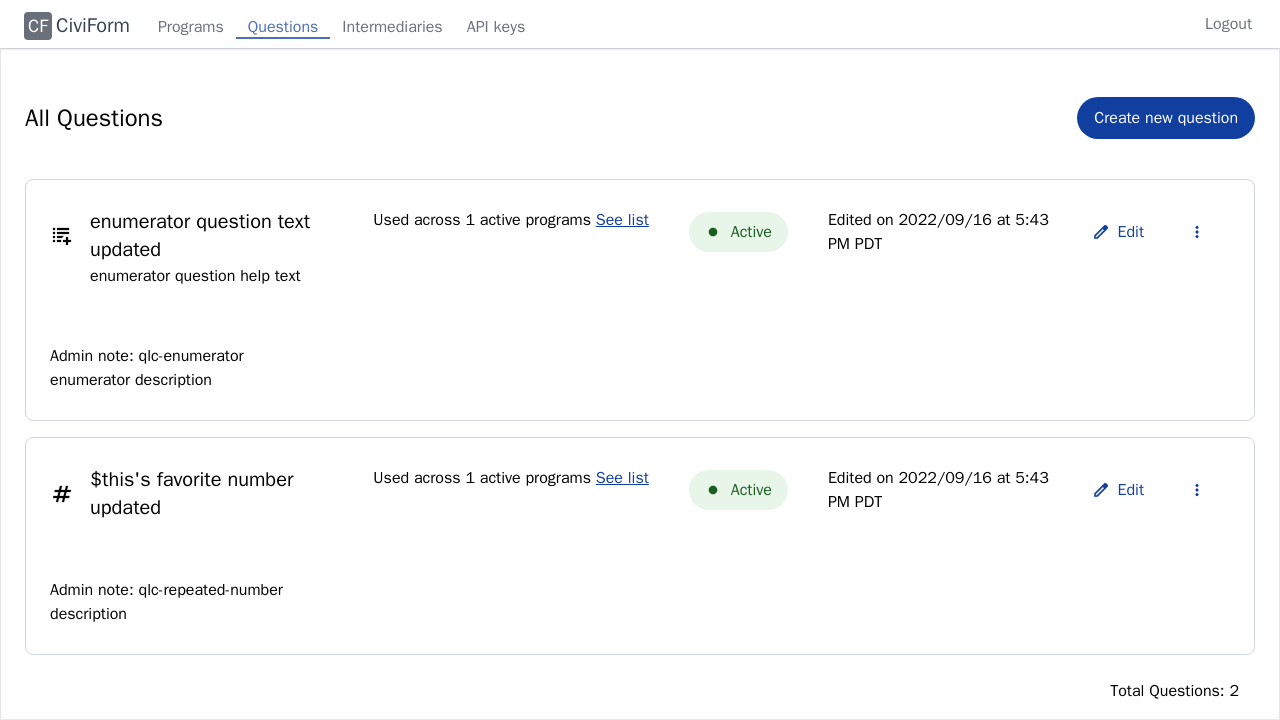 CF CiviForm Programs Questions Intermediaries API keys Logout
All Questions
Create new question
enumerator question text
updated
enumerator question help text
Used across 1 active programs See list
Active
Edited on 2022/09/16 at 5:43
PM PDT
Edit
Admin note: qlc-enumerator
enumerator description
$this's favorite number
updated
Used across 1 active programs See list
Active
Edited on 2022/09/16 at 5:43
PM PDT
Edit
Admin note: qlc-repeated-number
description
Total Questions: 2